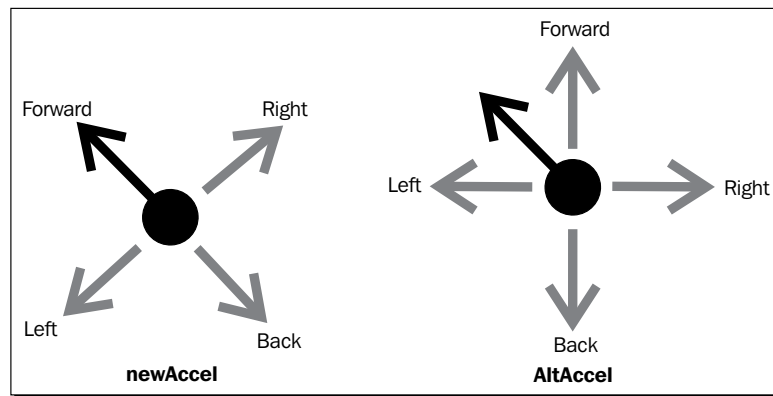 Forward
Right
Left
Back
newAccel
Forward
Left
Right
Back
AltAccel